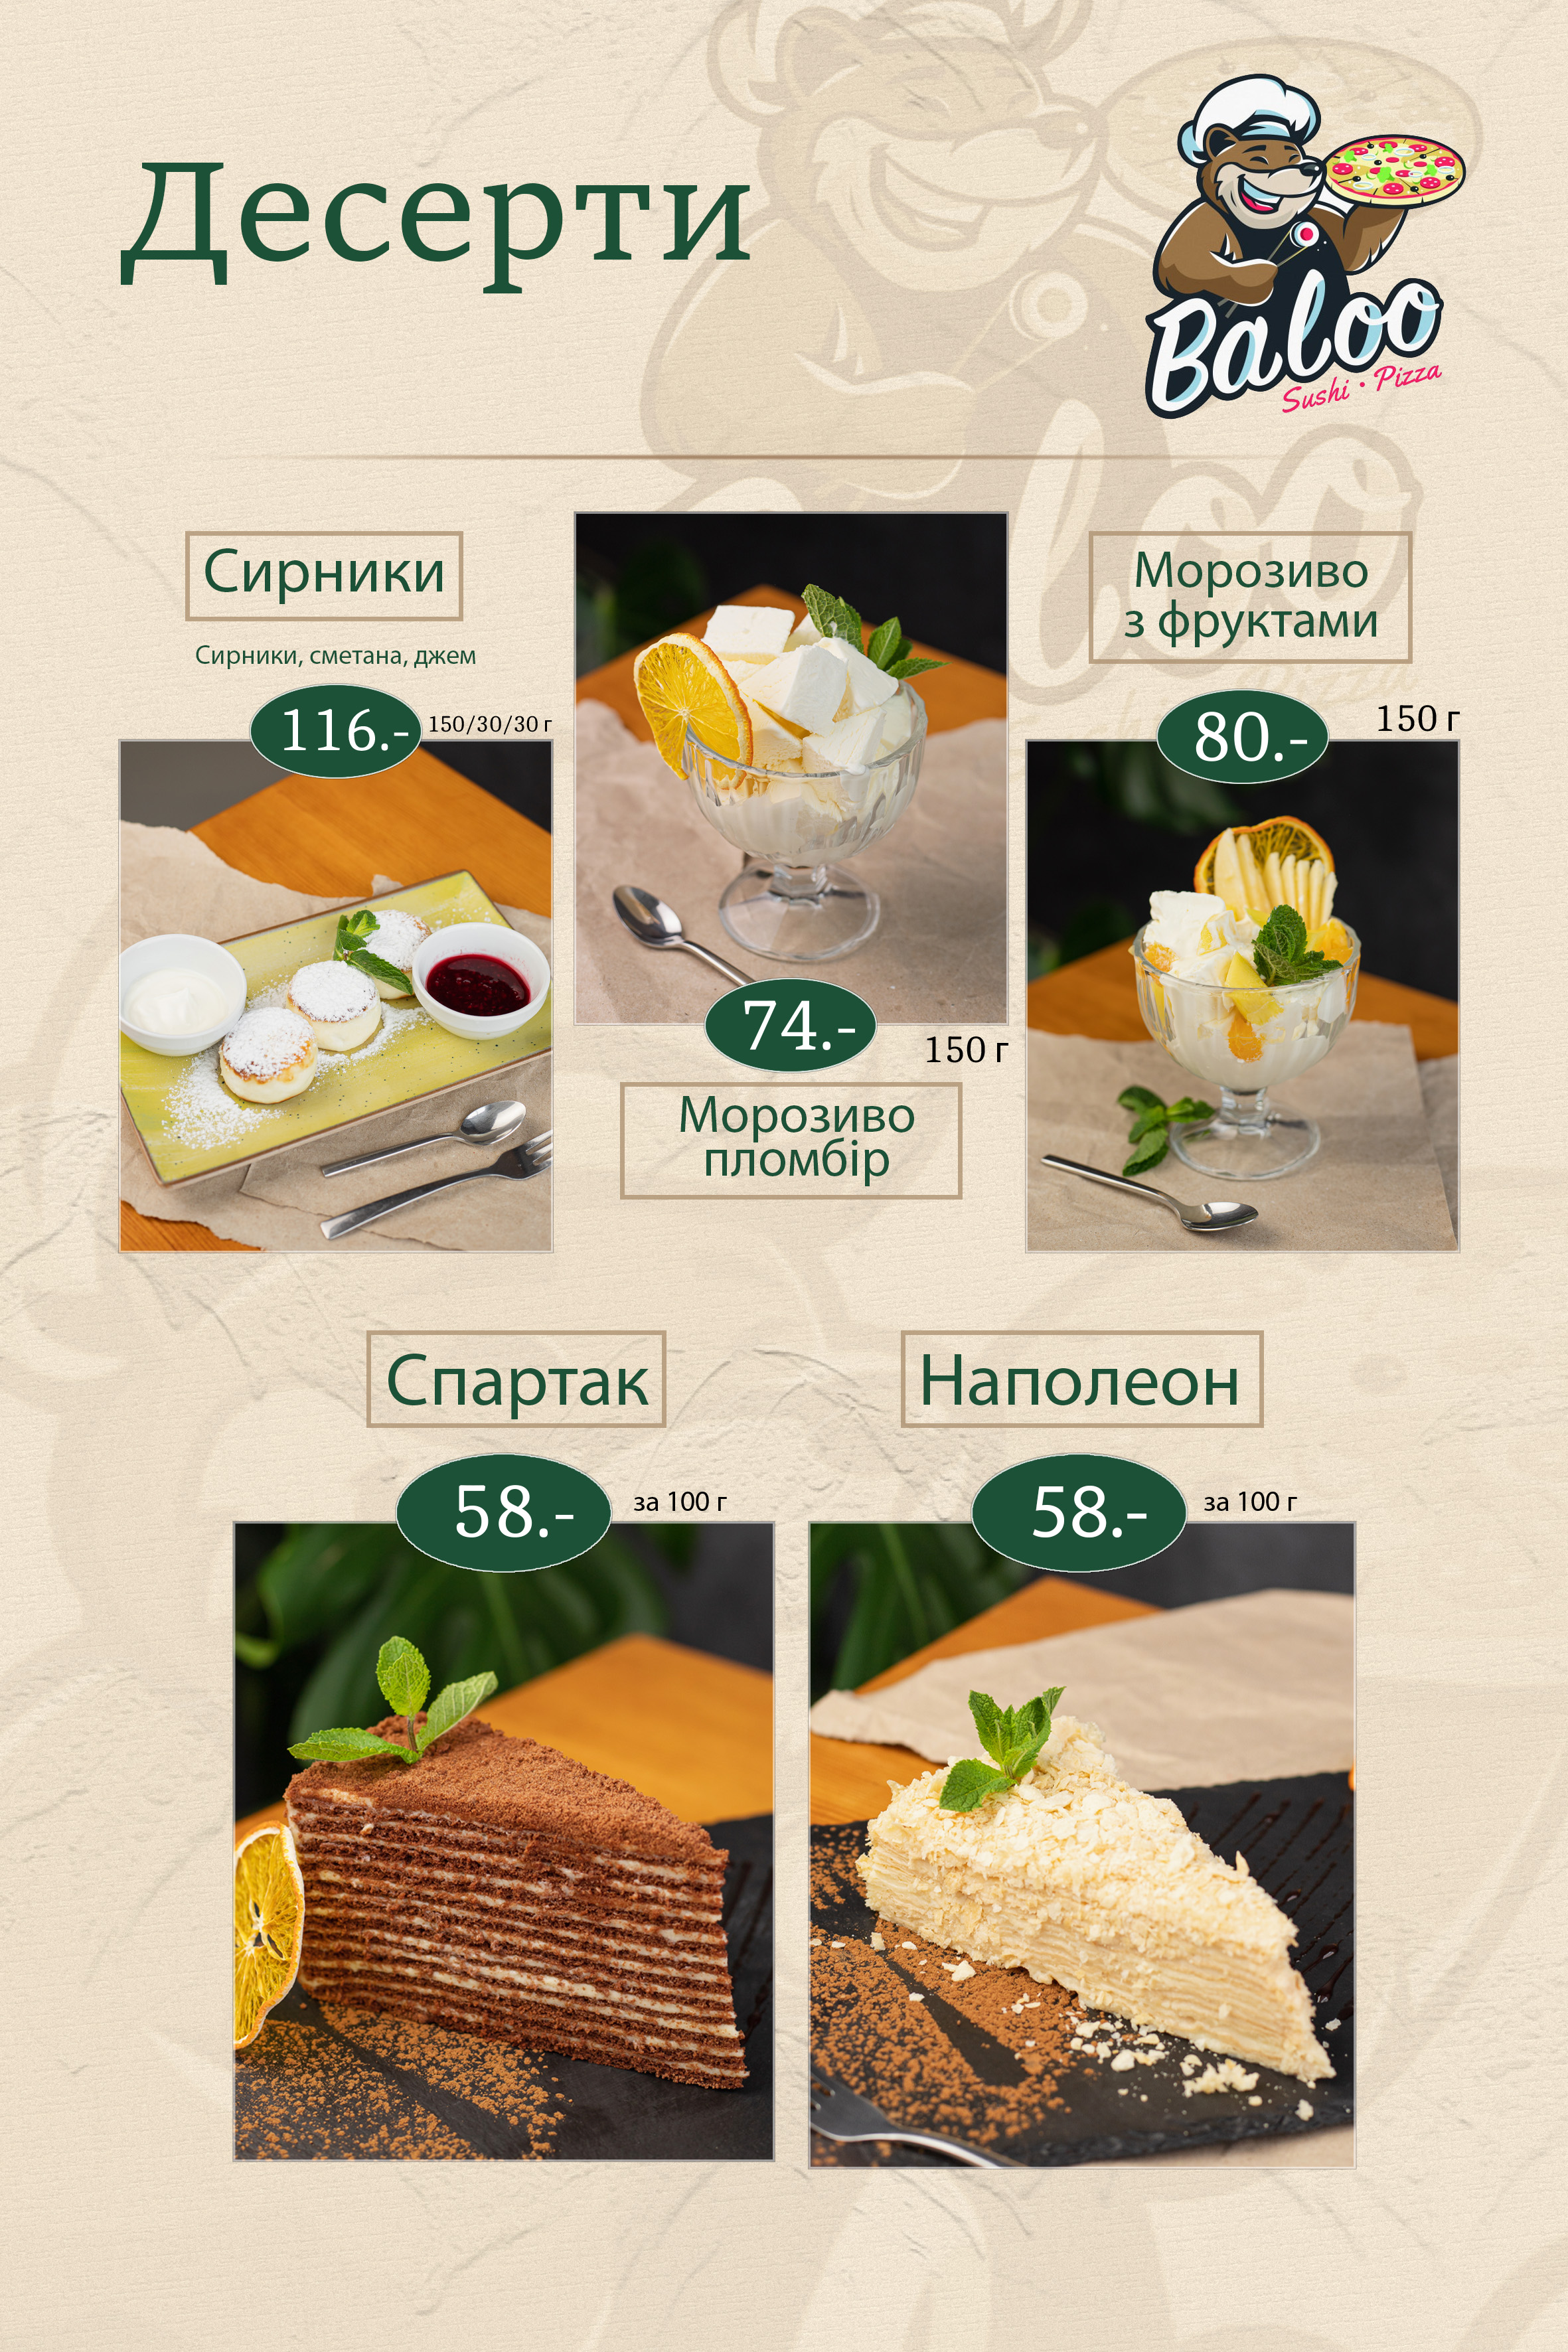 Десерти
Baloo
Sushi • Pizza
Сирники
Сирники, сметана, джем
116.-
150/30/30 г
74.-
150 г
Морозиво
пломбір
Морозиво
з фруктами
80.-
150 г
Спартак
58.-
за 100 г
Наполеон
58.-
за 100 г